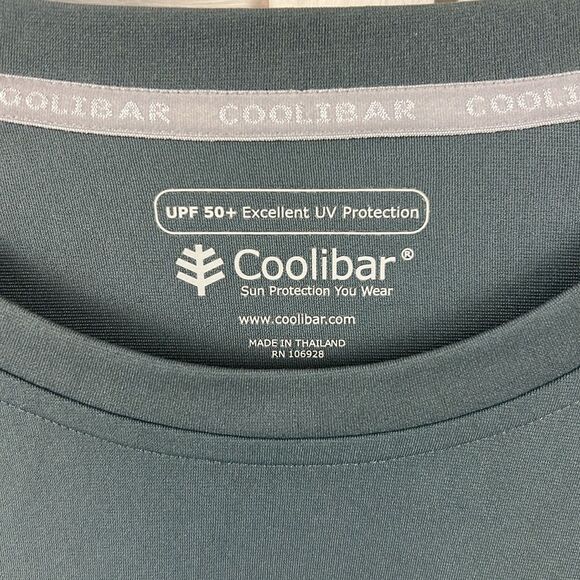 COOLIBAR COOLIBAR COOLI
UPF 50+ Excellent UV Protection
Coolibar®
Sun Protection You Wear
www.coolibar.com
MADE IN THAILAND
RN 106928